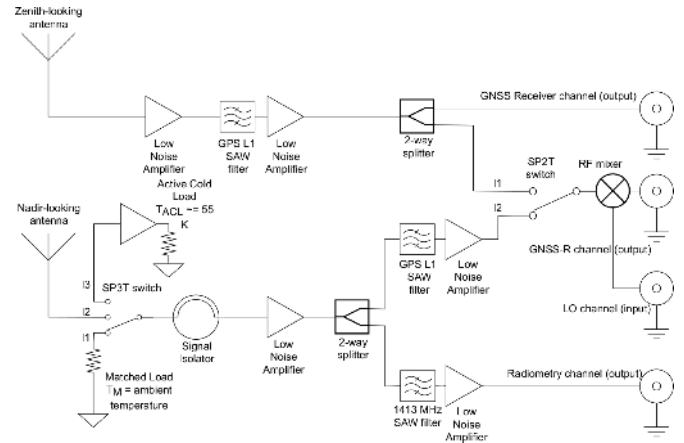 Zenith-looking
antenna
GNSS Receiver channel (output)
Low
Noise
Amplifier
GPS L1
SAW
filter
Low
Noise
Amplifier
2-way
splitter
SP2T
switch
RF mixer
I1
I2
Active Cold
Load
TACL ~= 55
K
Nadir-looking
antenna
GPS L1
SAW
filter
Low
Noise
Amplifier
GNSS-R channel (output)
I3
SP3T switch
I2
I1
LO channel (input)
Signal
Isolator
Low
Noise
Amplifier
2-way
splitter
Matched Load
TM = ambient
temperature
Radiometry channel (output)
1413 MHz
SAW filter
Low
Noise
Amplifier